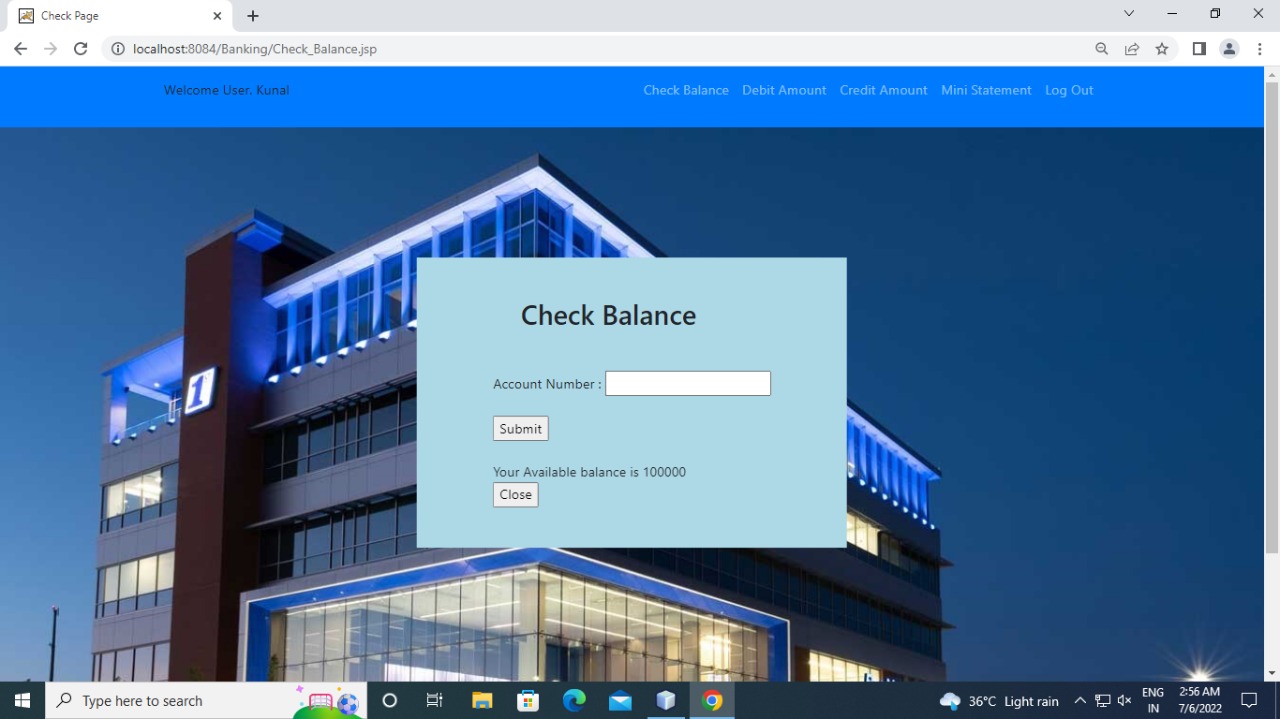 Check Page
localhost:8084/Banking/Check_Balance.jsp
Welcome User. Kunal
Check Balance Debit Amount Credit Amount Mini Statement Log Out
1
Check Balance
Account Number :
Submit
Your Available balance is 100000
Close
Type here to search
36°C Light rain
ENG
IN
2:56 AM
7/6/2022